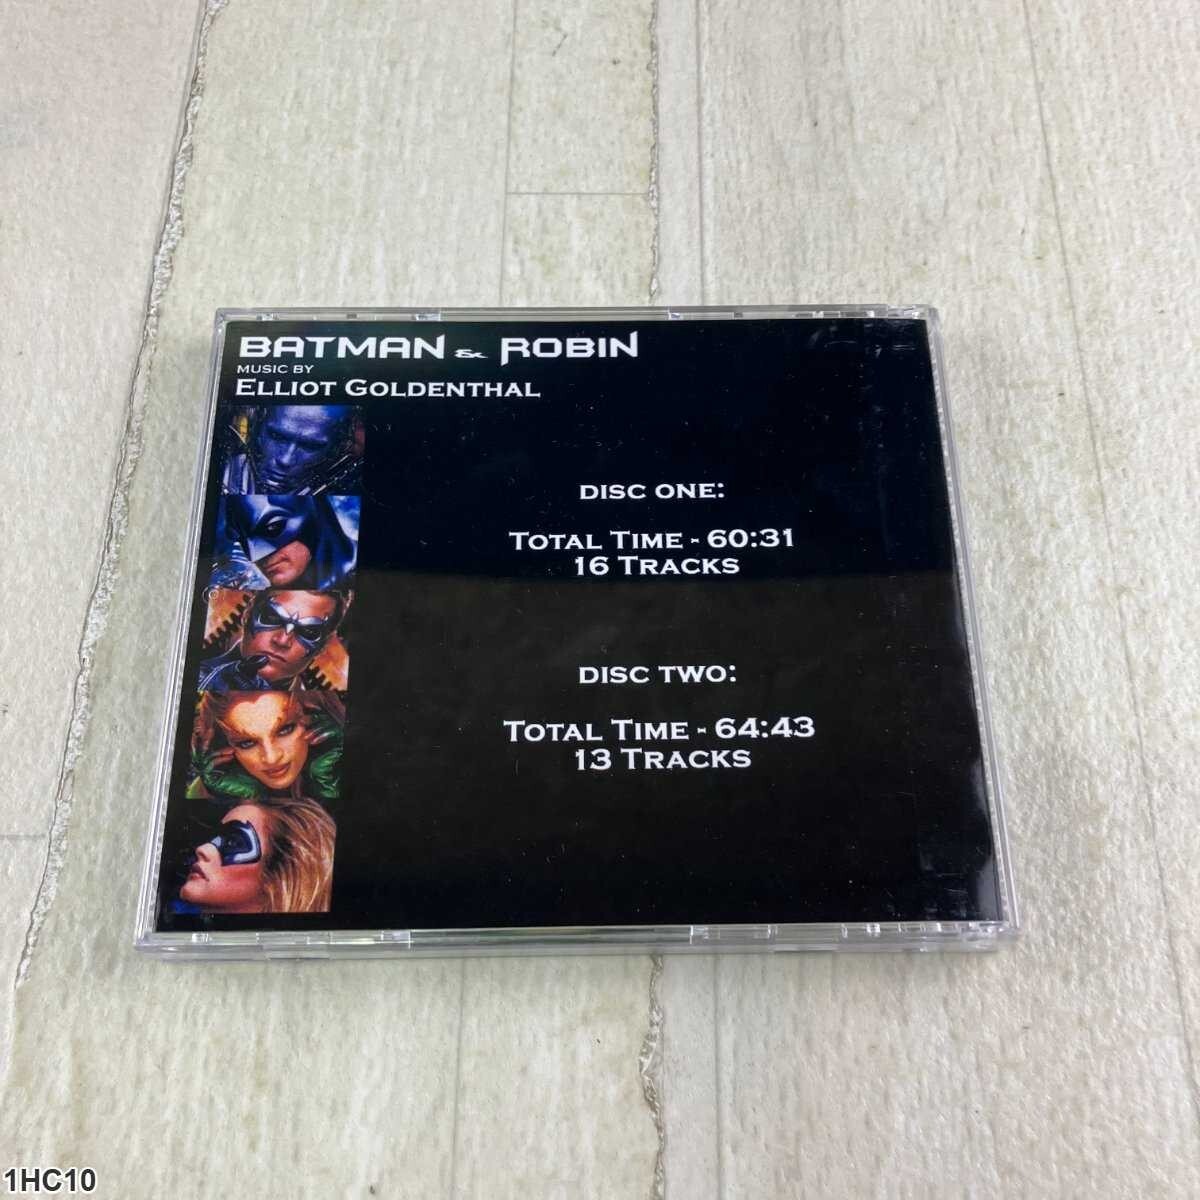 BATMAN & ROBIN
MUSIC BY
ELLIOT GOLDENTHAL
DISC ONE:
TOTAL TIME - 60:31
16 TRACKS
DISC TWO:
TOTAL TIME - 64:43
13 TRACKS
1HC10